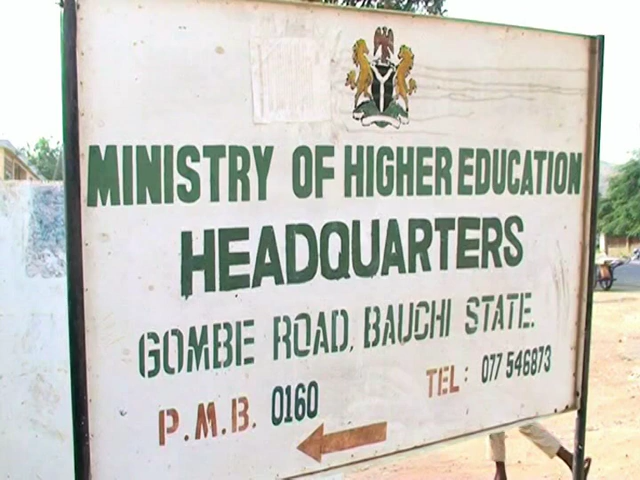 MINISTRY OF HIGHER EDUCATION
HEADQUARTERS
GOMBE ROAD, BAUCHI STATE.
P.M.B. 0160 TEL: 077 546873